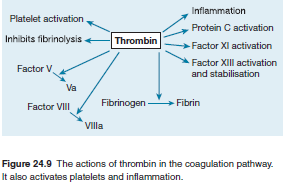 Platelet activation
Inhibits fibrinolysis
Thrombin
Inflammation
Protein C activation
Factor XI activation
Factor XIII activation
and stabilisation
Factor V
Va
Factor VIII
VIIIa
Fibrinogen
Fibrin
Figure 24.9 The actions of thrombin in the coagulation pathway.
It also activates platelets and inflammation.